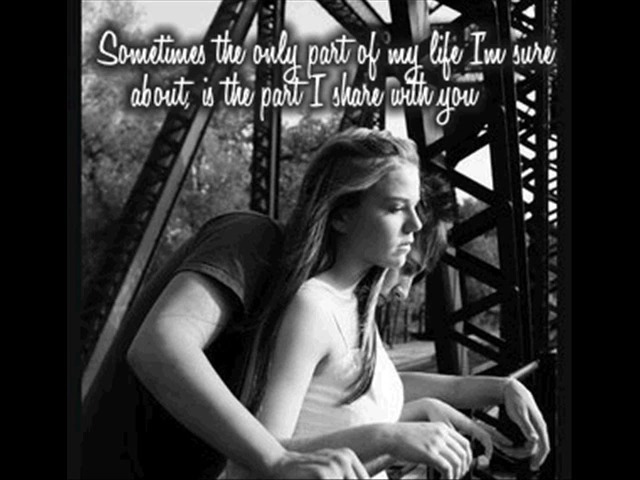 Sometimes the only part of my life I'm sure
about, is the part I share with you